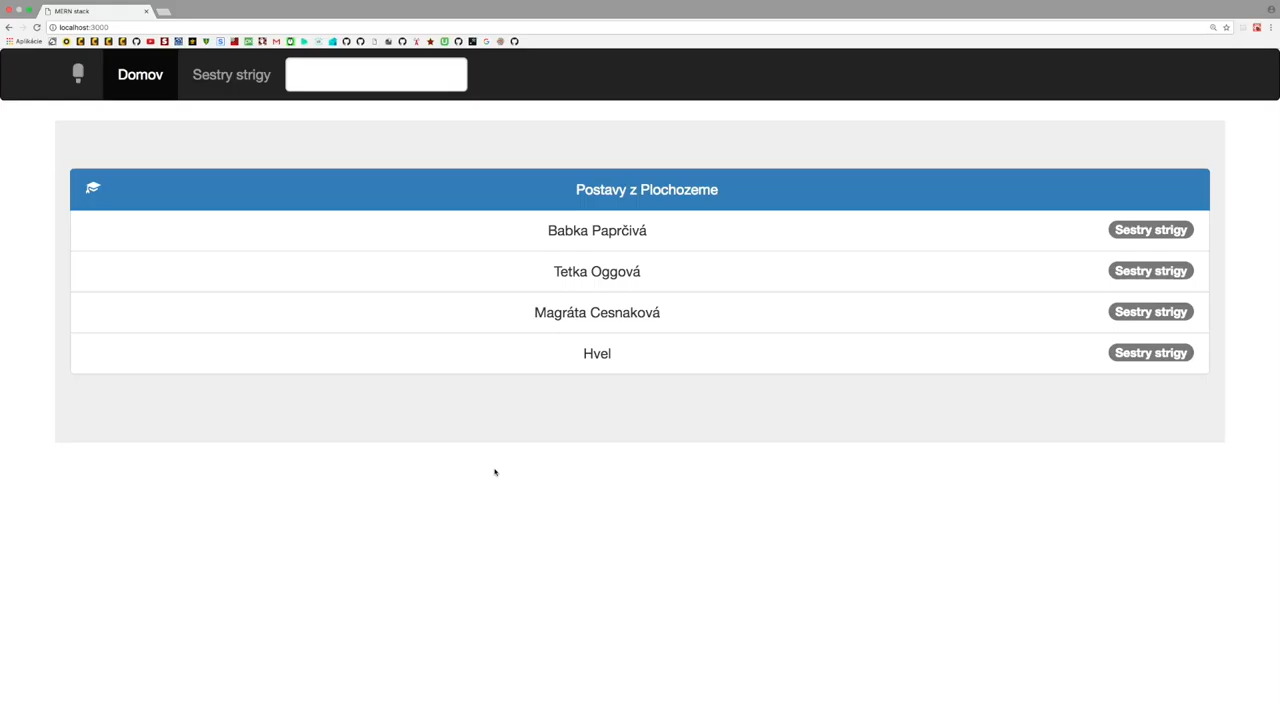 MERN stack
localhost:3000
Aplikácie
Domov
Sestry strigy
Postavy z Plochozeme
Babka Paprčivá
Sestry strigy
Tetka Oggová
Sestry strigy
Magráta Cesnaková
Sestry strigy
Hvel
Sestry strigy